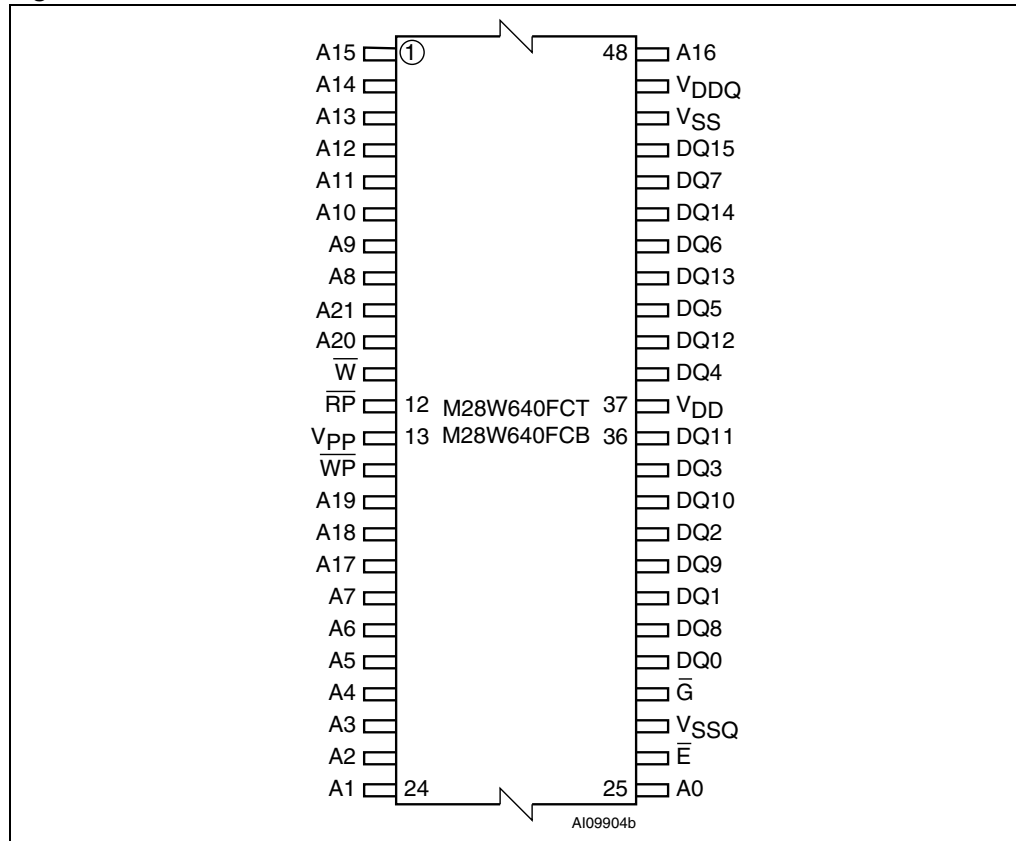 A15 ① 48 A16
A14 VDDQ
A13 VSS
A12 DQ15
A11 DQ7
A10 DQ14
A9 DQ6
A8 DQ13
A21 DQ5
A20 DQ12
W̅ DQ4
R̅P̅ 12 M28W640FCT 37 VDD
VPP 13 M28W640FCB 36 DQ11
W̅P̅ DQ3
A19 DQ10
A18 DQ2
A17 DQ9
A7 DQ1
A6 DQ8
A5 DQ0
A4 G̅
A3 VSSQ
A2 E̅
A1 24 25 A0
AI09904b